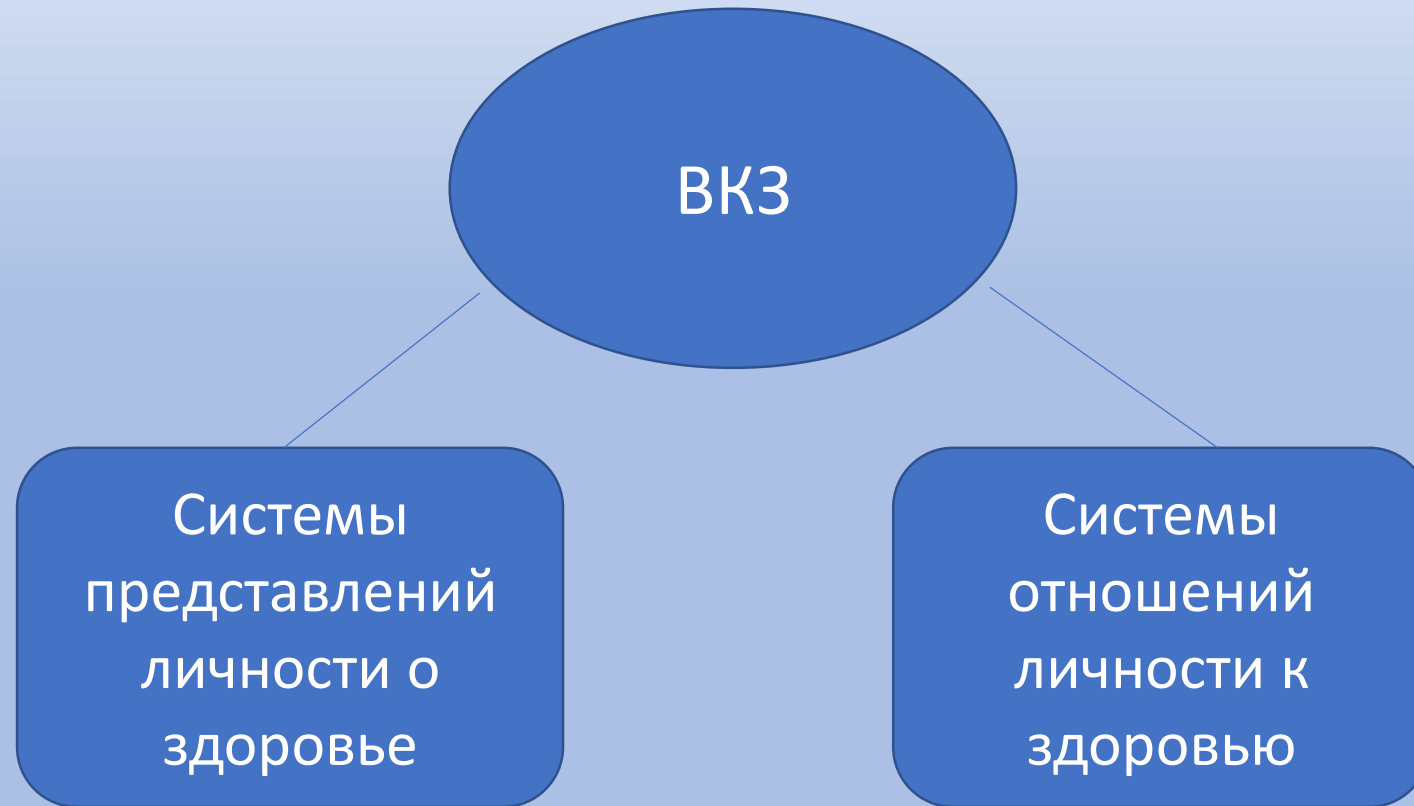 ВКЗ
Системы
представлений
личности о
здоровье
Системы
отношений
личности к
здоровью